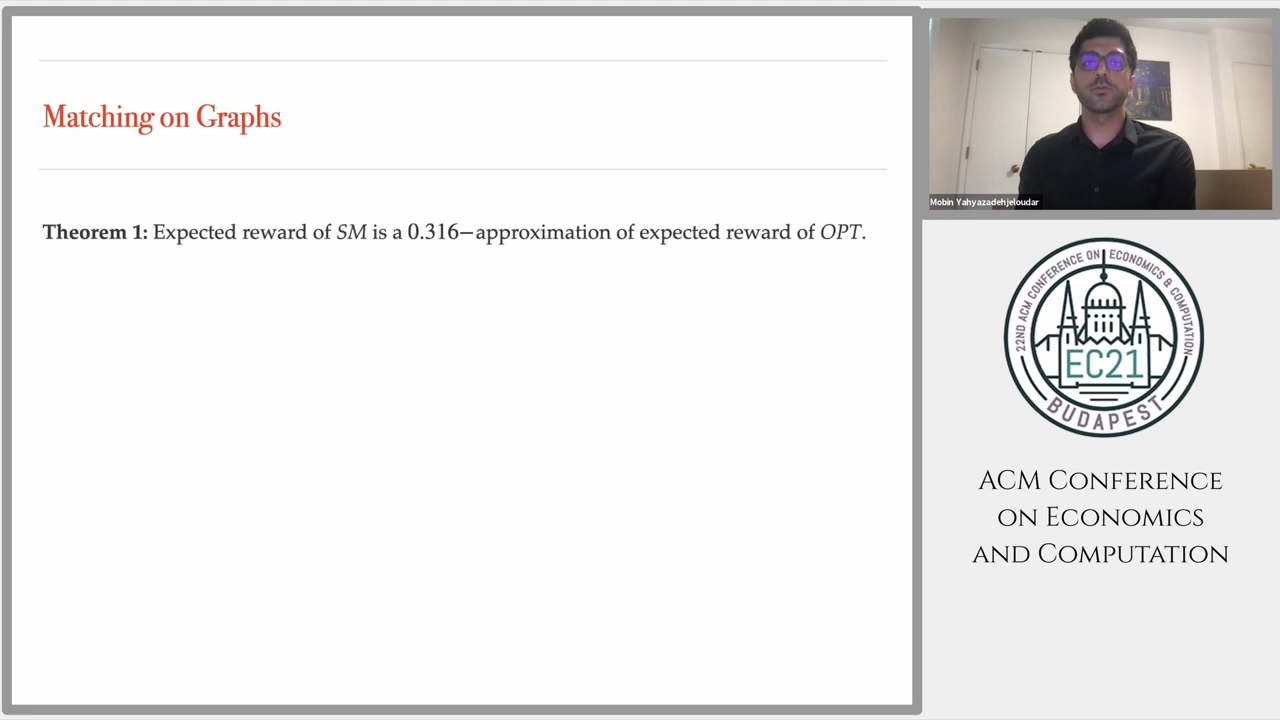 Matching on Graphs
Theorem 1: Expected reward of SM is a 0.316−approximation of expected reward of OPT.
Mobin Yahyazadehjeloudar
22ND ACM CONFERENCE ON ECONOMICS & COMPUTATION
EC21
BUDAPEST
ACM Conference
on Economics
and Computation